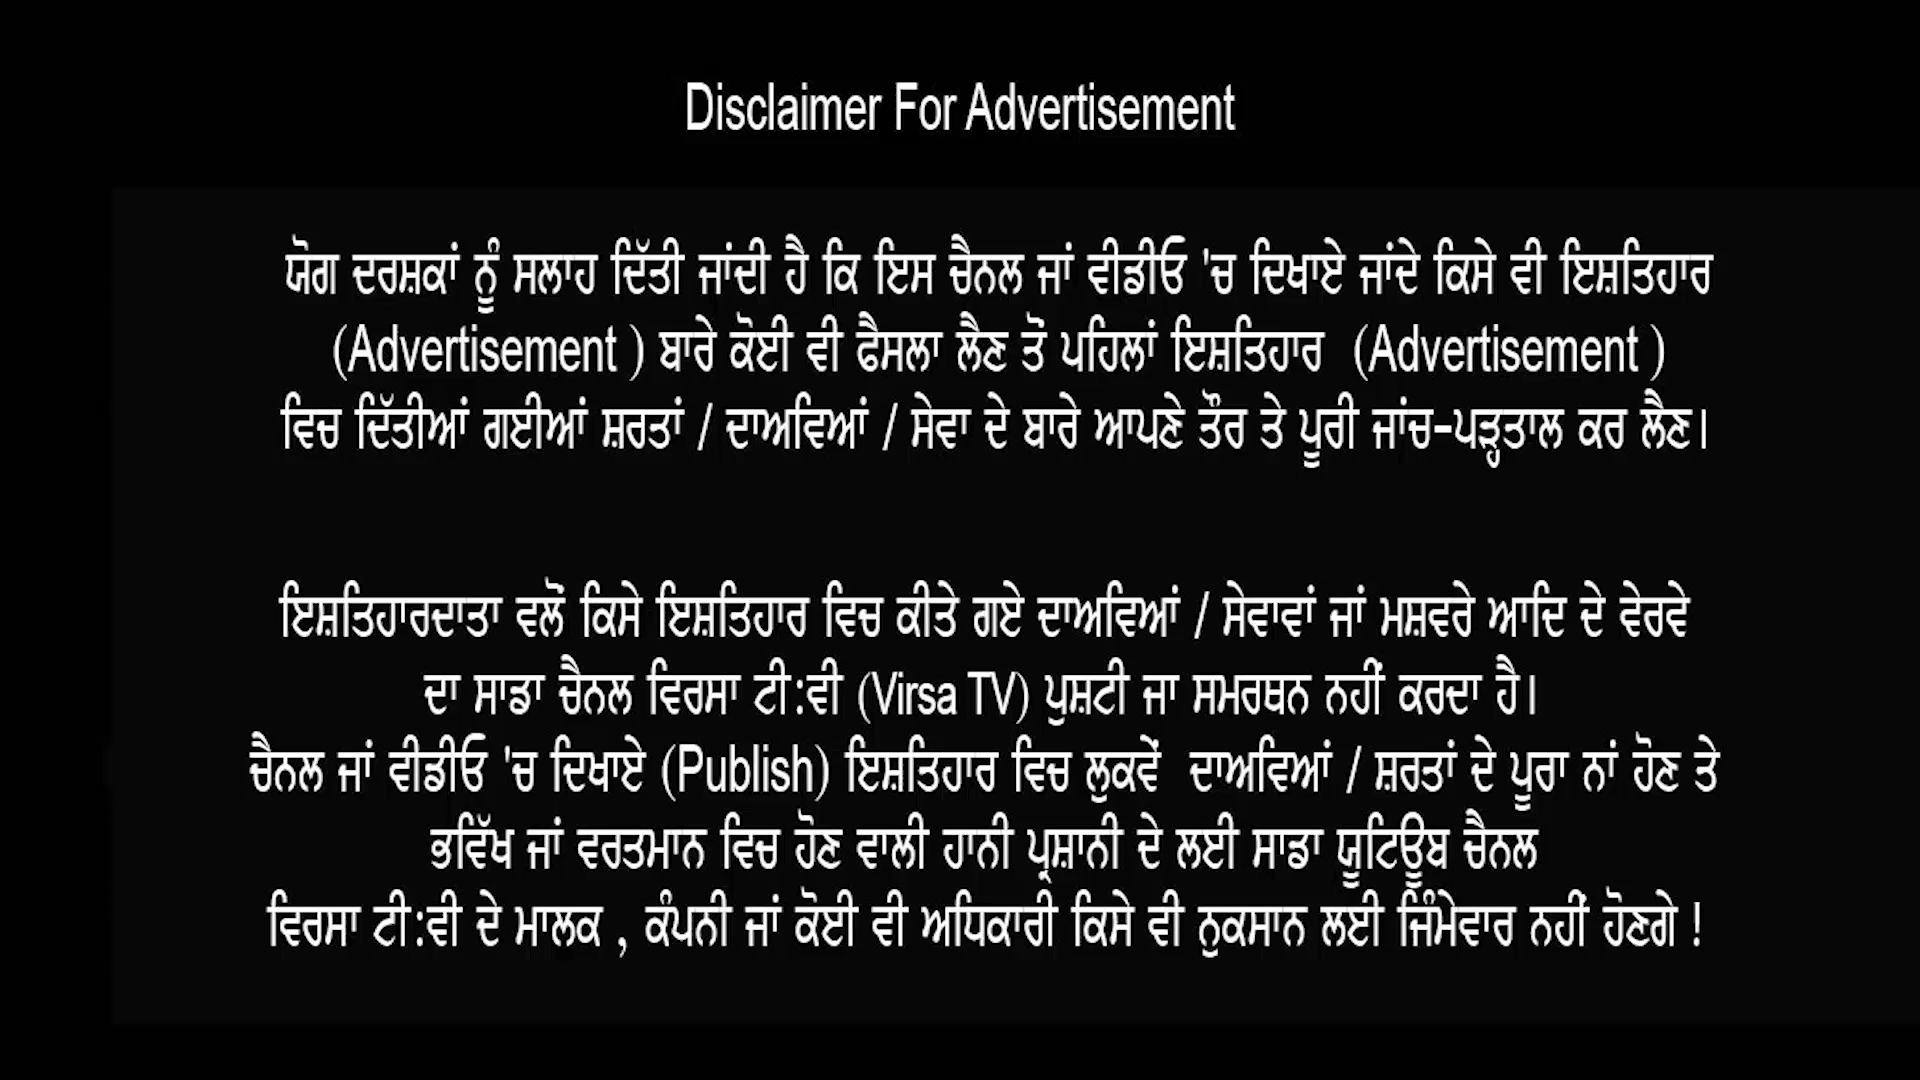 Disclaimer For Advertisement
ਯੋਗ ਦਰਸ਼ਕਾਂ ਨੂੰ ਸਲਾਹ ਦਿੱਤੀ ਜਾਂਦੀ ਹੈ ਕਿ ਇਸ ਚੈਨਲ ਜਾਂ ਵੀਡੀਓ 'ਚ ਦਿਖਾਏ ਜਾਂਦੇ ਕਿਸੇ ਵੀ ਇਸ਼ਤਿਹਾਰ
(Advertisement ) ਬਾਰੇ ਕੋਈ ਵੀ ਫੈਸਲਾ ਲੈਣ ਤੋਂ ਪਹਿਲਾਂ ਇਸ਼ਤਿਹਾਰ (Advertisement )
ਵਿਚ ਦਿੱਤੀਆਂ ਗਈਆਂ ਸ਼ਰਤਾਂ / ਦਾਅਵਿਆਂ / ਸੇਵਾ ਦੇ ਬਾਰੇ ਆਪਣੇ ਤੌਰ ਤੇ ਪੂਰੀ ਜਾਂਚ-ਪੜ੍ਹਤਾਲ ਕਰ ਲੈਣ।
ਇਸ਼ਤਿਹਾਰਦਾਤਾ ਵਲੋਂ ਕਿਸੇ ਇਸ਼ਤਿਹਾਰ ਵਿਚ ਕੀਤੇ ਗਏ ਦਾਅਵਿਆਂ / ਸੇਵਾਵਾਂ ਜਾਂ ਮਸ਼ਵਰੇ ਆਦਿ ਦੇ ਵੇਰਵੇ
ਦਾ ਸਾਡਾ ਚੈਨਲ ਵਿਰਸਾ ਟੀ:ਵੀ (Virsa TV) ਪੁਸ਼ਟੀ ਜਾ ਸਮਰਥਨ ਨਹੀਂ ਕਰਦਾ ਹੈ।
ਚੈਨਲ ਜਾਂ ਵੀਡੀਓ 'ਚ ਦਿਖਾਏ (Publish) ਇਸ਼ਤਿਹਾਰ ਵਿਚ ਲੁਕਵੇਂ ਦਾਅਵਿਆਂ / ਸ਼ਰਤਾਂ ਦੇ ਪੂਰਾ ਨਾਂ ਹੋਣ ਤੇ
ਭਵਿੱਖ ਜਾਂ ਵਰਤਮਾਨ ਵਿਚ ਹੋਣ ਵਾਲੀ ਹਾਨੀ ਪ੍ਰਸ਼ਾਨੀ ਦੇ ਲਈ ਸਾਡਾ ਯੂਟਿਊਬ ਚੈਨਲ
ਵਿਰਸਾ ਟੀ:ਵੀ ਦੇ ਮਾਲਕ , ਕੰਪਨੀ ਜਾਂ ਕੋਈ ਵੀ ਅਧਿਕਾਰੀ ਕਿਸੇ ਵੀ ਨੁਕਸਾਨ ਲਈ ਜਿੰਮੇਵਾਰ ਨਹੀਂ ਹੋਣਗੇ !